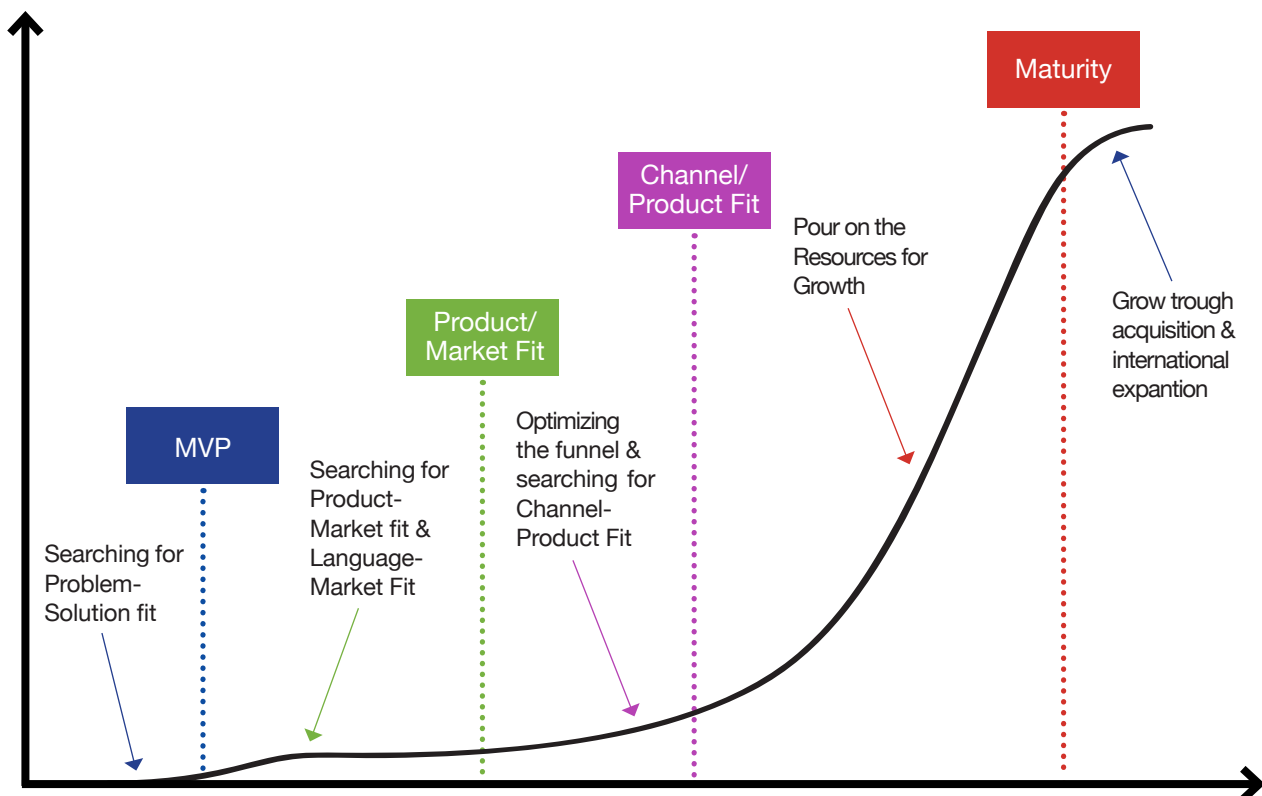 Maturity
Channel/
Product Fit
Pour on the
Resources for
Growth
Grow trough
acquisition &
international
expantion
Product/
Market Fit
MVP
Optimizing
the funnel &
searching for
Channel-
Product Fit
Searching for
Product-
Market fit &
Language-
Market Fit
Searching for
Problem-
Solution fit